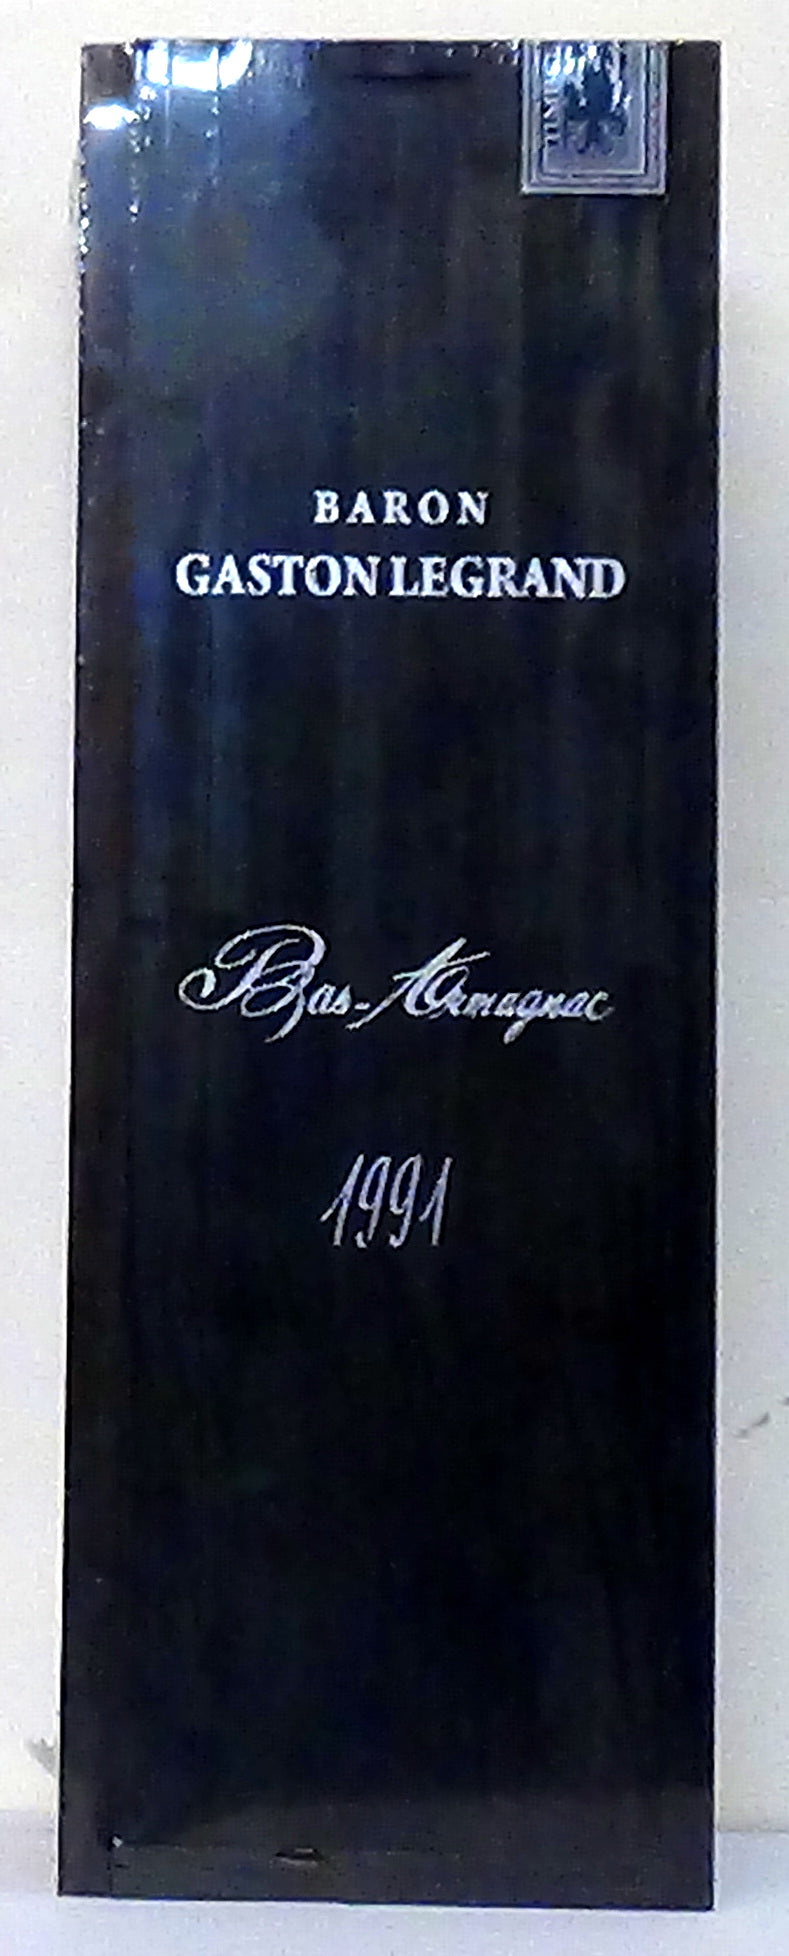 BARON
GASTON LEGRAND
Bas-Armagnac
1991